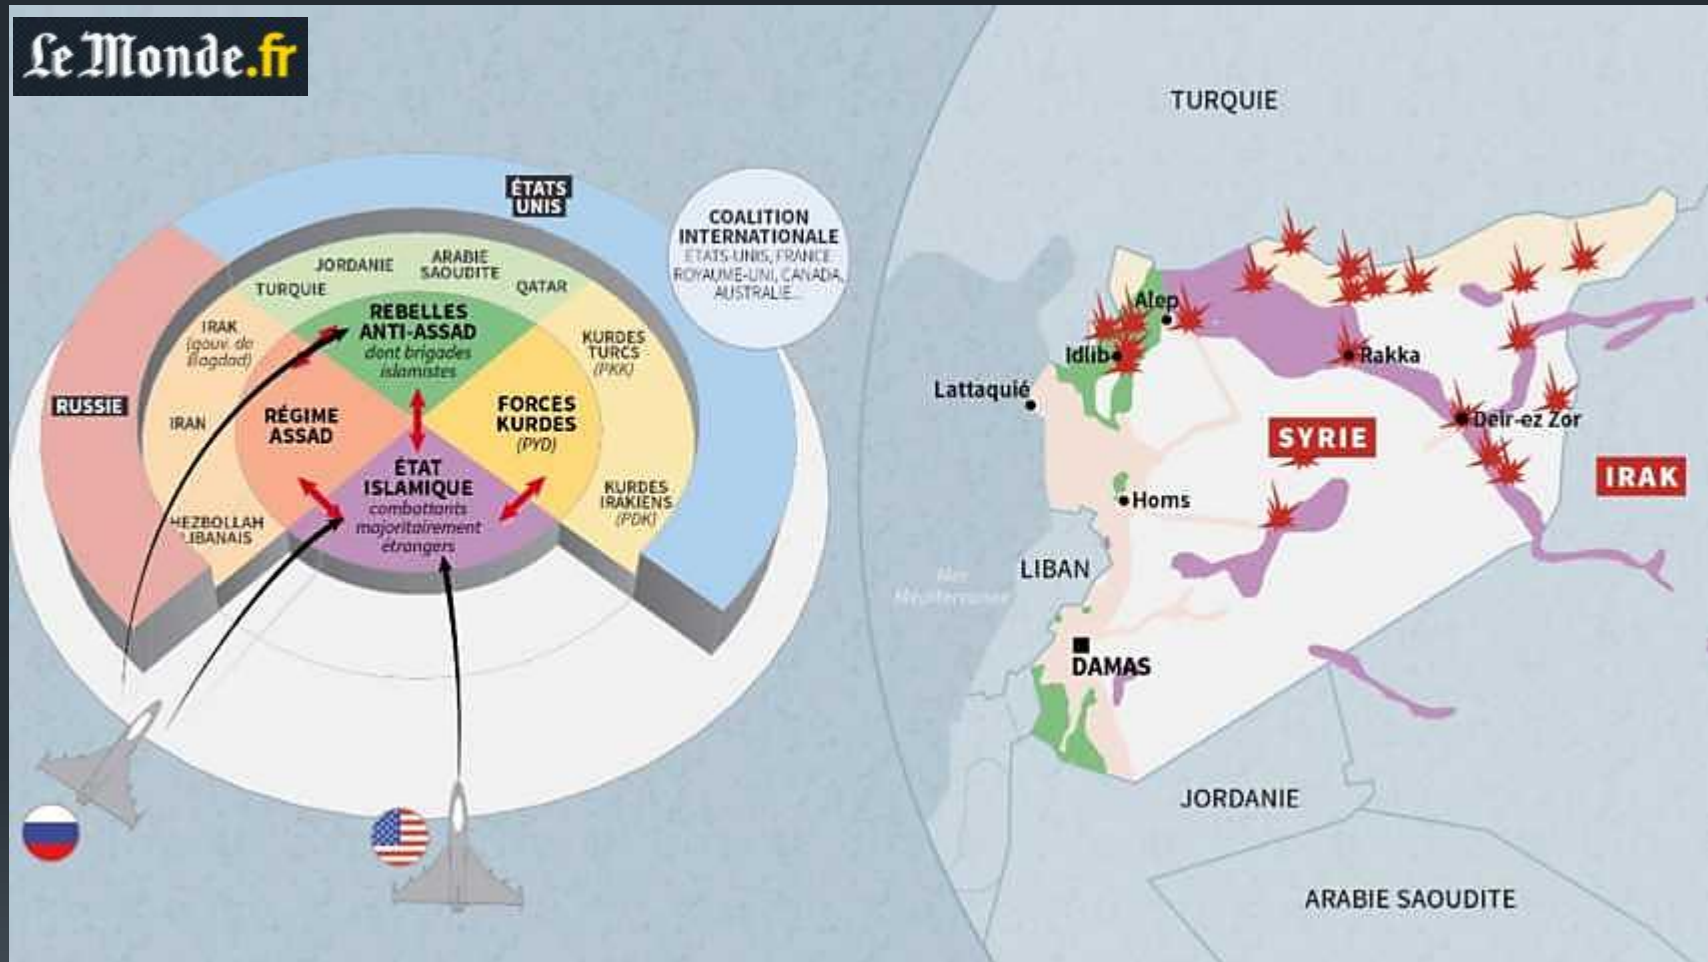 Le Monde.fr
ÉTATS
UNIS
COALITION
INTERNATIONALE
ETATS-UNIS, FRANCE
ROYAUME-UNI, CANADA,
AUSTRALIE...
JORDANIE
ARABIE
SAOUDITE
TURQUIE
QATAR
REBELLES
ANTI-ASSAD
dont brigades
islamistes
IRAK
(gouv. de
Bagdad)
KURDES
TURCS
(PKK)
RUSSIE
IRAN
RÉGIME
ASSAD
FORCES
KURDES
(PYD)
ÉTAT
ISLAMIQUE
combattants
majoritairement
étrangers
KURDES
IRAKIENS
(PDK)
HEZBOLLAH
LIBANAIS
TURQUIE
Alep
Idlib
Rakka
Lattaquié
Deir-ez Zor
SYRIE
IRAK
Homs
LIBAN
Mer
Méditerranée
DAMAS
JORDANIE
ARABIE SAOUDITE